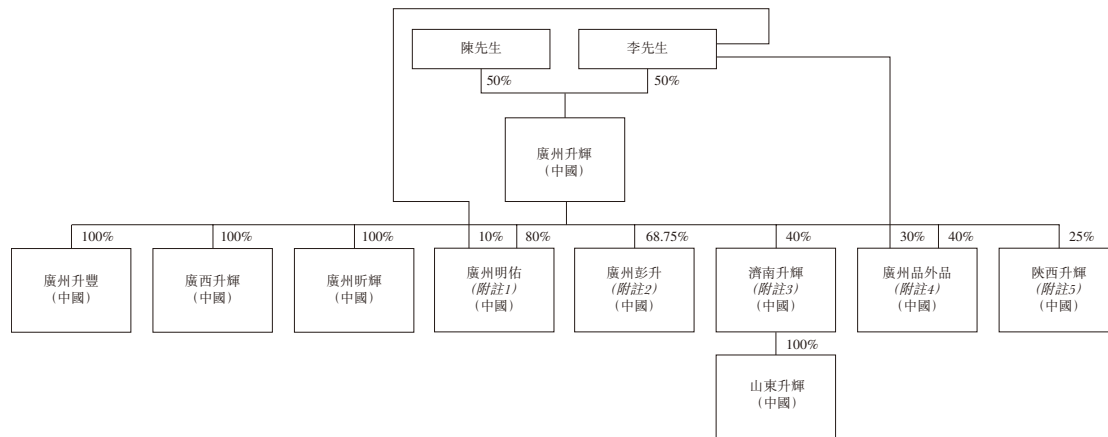 陳先生
李先生
50%
50%
廣州升輝
(中國)
100%
100%
100%
10%
80%
68.75%
40%
30%
40%
25%
廣州升豐
(中國)
廣西升輝
(中國)
廣州昕輝
(中國)
廣州明佑
(附註1)
(中國)
廣州彭升
(附註2)
(中國)
濟南升輝
(附註3)
(中國)
廣州品外品
(附註4)
(中國)
陝西升輝
(附註5)
(中國)
100%
山東升輝
(中國)